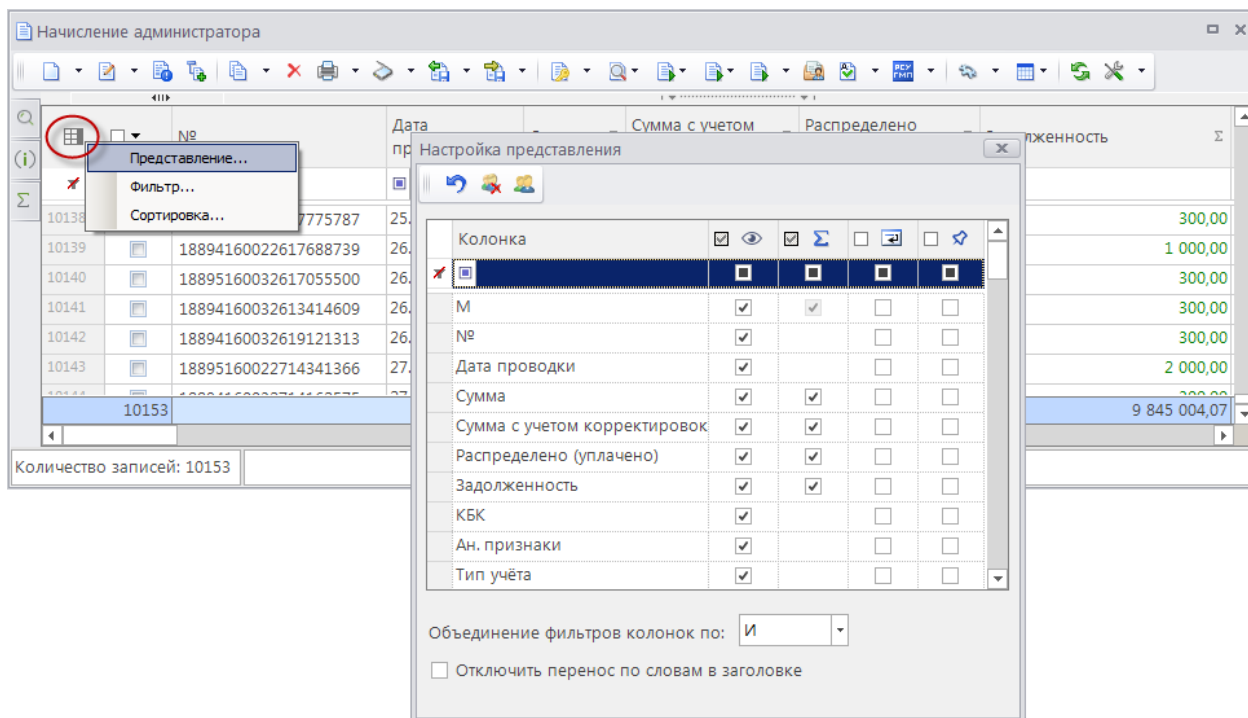 Начисление администратора
РСУ
ГМП
№
Дата
пр
Сумма с учетом
Распределено
лженность
Σ
Представление...
Фильтр...
Сортировка...
Настройка представления
Колонка
Σ
10138 7775787 25. 300,00
10139 18894160022617688739 26. 1 000,00
10140 18895160032617055500 26. 300,00
10141 18894160032613414609 26. 300,00
10142 18894160032619121313 26. 300,00
10143 18895160022714341366 27. 2 000,00
10153 9 845 004,07
Количество записей: 10153
М
№
Дата проводки
Сумма
Сумма с учетом корректировок
Распределено (уплачено)
Задолженность
КБК
Ан. признаки
Тип учёта
Объединение фильтров колонок по: И
Отключить перенос по словам в заголовке